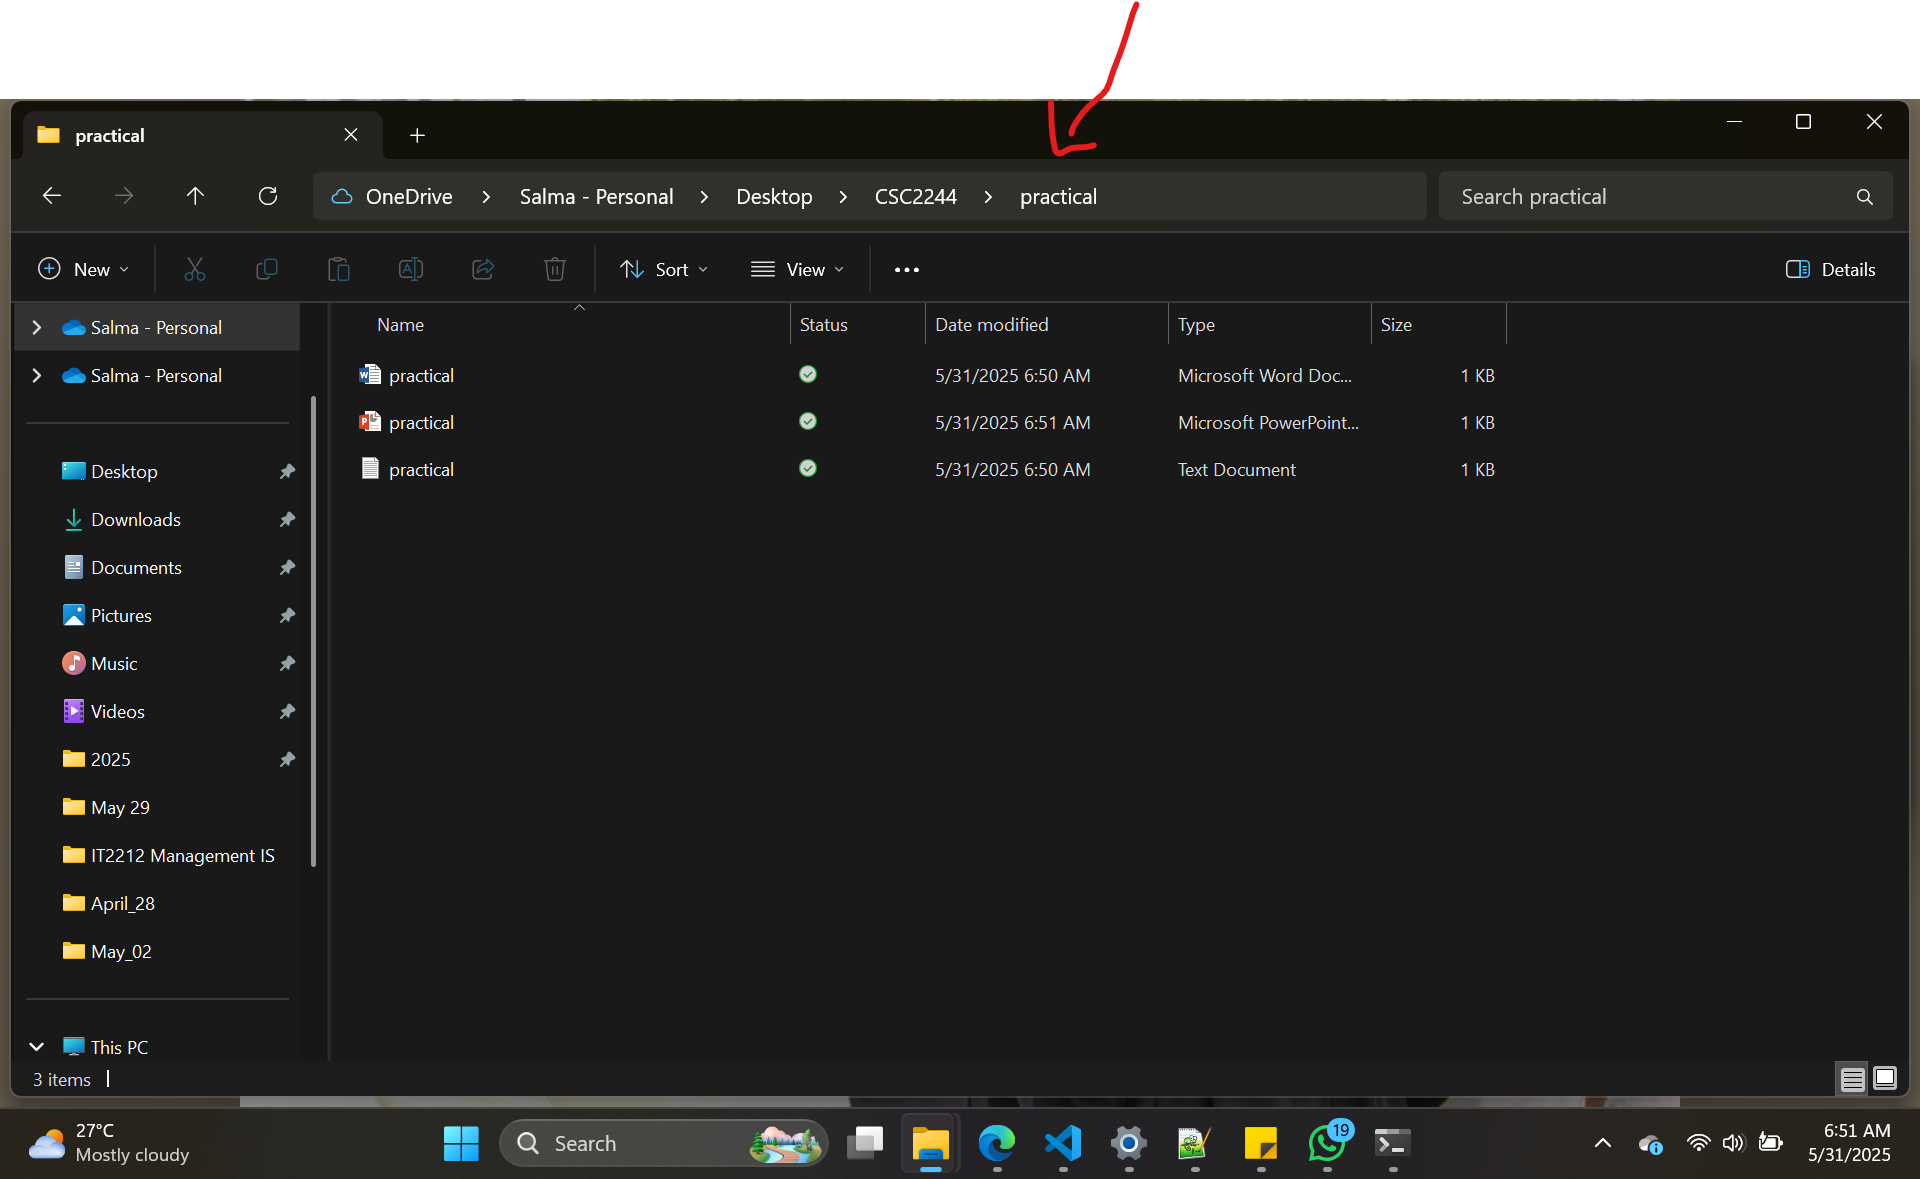 practical
OneDrive > Salma - Personal > Desktop > CSC2244 > practical
Search practical
New
Sort
View
Details
Salma - Personal
Salma - Personal
Desktop
Downloads
Documents
Pictures
Music
Videos
2025
May 29
IT2212 Management IS
April_28
May_02
This PC
Name Status Date modified Type Size
practical 5/31/2025 6:50 AM Microsoft Word Doc... 1 KB
practical 5/31/2025 6:51 AM Microsoft PowerPoint... 1 KB
practical 5/31/2025 6:50 AM Text Document 1 KB
3 items
27°C
Mostly cloudy
Search
19
6:51 AM
5/31/2025